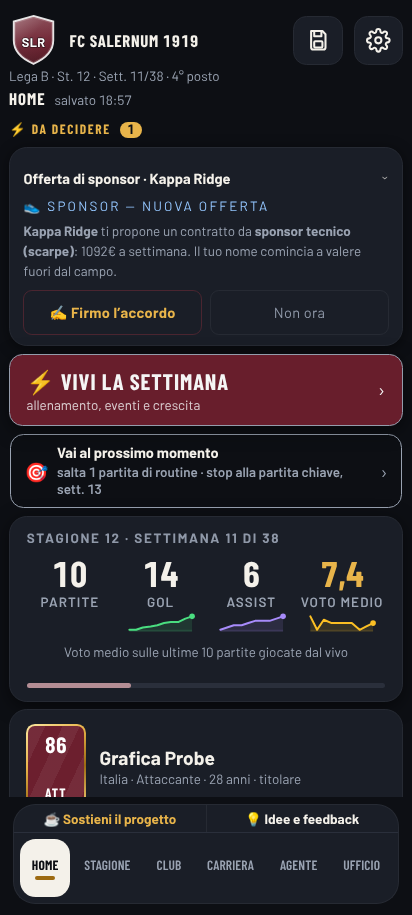 SLR
FC SALERNUM 1919
Lega B · St. 12 · Sett. 11/38 · 4° posto
HOME salvato 18:57
⚡ DA DECIDERE 1
Offerta di sponsor · Kappa Ridge
👟 SPONSOR — NUOVA OFFERTA
Kappa Ridge ti propone un contratto da sponsor tecnico
(scarpe): 1092€ a settimana. Il tuo nome comincia a valere
fuori dal campo.
✍️ Firmo l’accordo Non ora
⚡ VIVI LA SETTIMANA
allenamento, eventi e crescita
🎯 Vai al prossimo momento
salta 1 partita di routine · stop alla partita chiave,
sett. 13
STAGIONE 12 · SETTIMANA 11 DI 38
10 14 6 7,4
PARTITE GOL ASSIST VOTO MEDIO
Voto medio sulle ultime 10 partite giocate dal vivo
86
ATT
Grafica Probe
Italia · Attaccante · 28 anni · titolare
☕ Sostieni il progetto 💡 Idee e feedback
HOME STAGIONE CLUB CARRIERA AGENTE UFFICIO